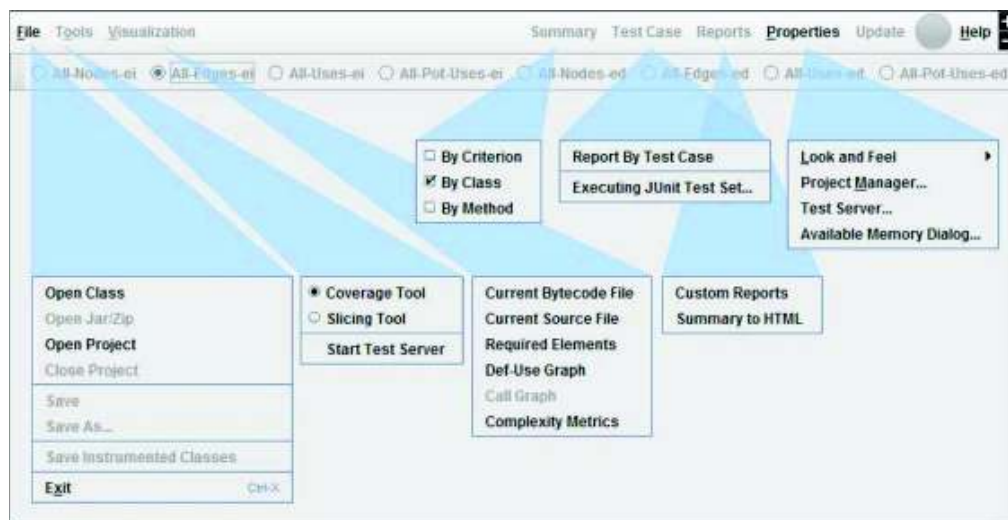 File Tools Visualization Summary Test Case Reports Properties Update Help
All-Nodes-ei All-Edges-ei All-Uses-ei All-Pot-Uses-ei All-Nodes-ed All-Edges-ed All-Uses-ed All-Pot-Uses-ed
By Criterion
By Class
By Method
Report By Test Case
Executing JUnit Test Set...
Look and Feel
Project Manager...
Test Server...
Available Memory Dialog...
Open Class
Open Jar/Zip
Open Project
Close Project
Save
Save As...
Save Instrumented Classes
Exit Ctrl-X
Coverage Tool
Slicing Tool
Start Test Server
Current Bytecode File
Current Source File
Required Elements
Def-Use Graph
Call Graph
Complexity Metrics
Custom Reports
Summary to HTML